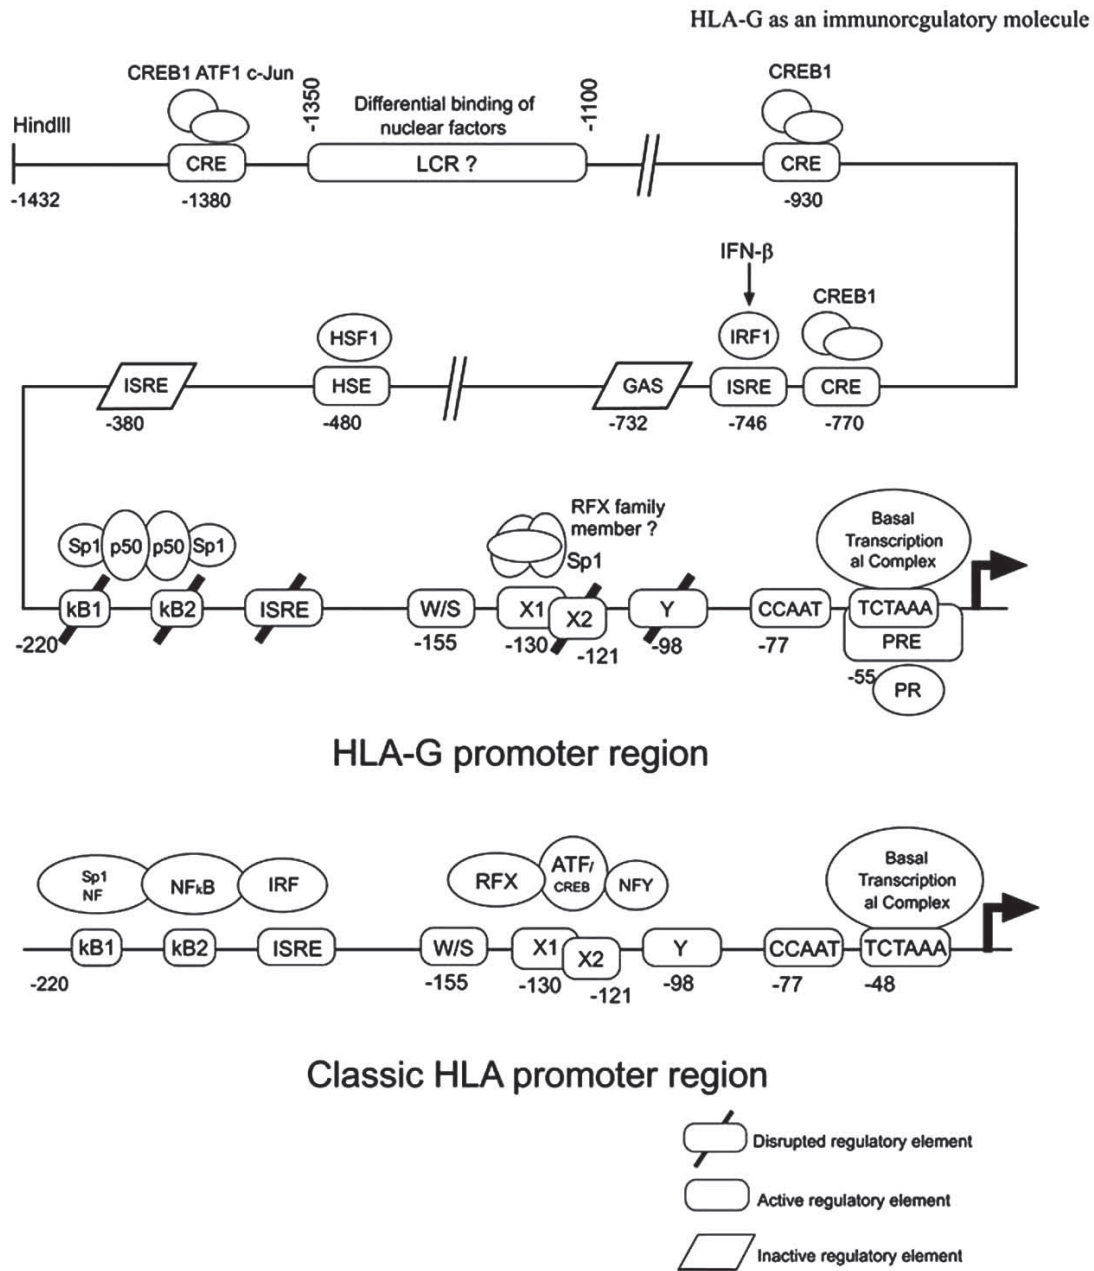 HLA-G as an immunorcgulatory molecule
CREB1 ATF1 c-Jun
-1350
Differential binding of
nuclear factors
-1100
CREB1
HindIII
CRE
LCR ?
CRE
-1432
-1380
-930
IFN-β
CREB1
HSF1
IRF1
ISRE
HSE
GAS
ISRE
CRE
-380
-480
-732
-746
-770
RFX family
member ?
Sp1
Basal
Transcription
al Complex
Sp1
p50
p50
Sp1
kB1
kB2
ISRE
W/S
X1
X2
Y
CCAAT
TCTAAA
PRE
-220
-155
-130
-121
-98
-77
-55
PR
HLA-G promoter region
Sp1
NF
NFkB
IRF
RFX
ATF/
CREB
NFY
Basal
Transcription
al Complex
kB1
kB2
ISRE
W/S
X1
X2
Y
CCAAT
TCTAAA
-220
-155
-130
-121
-98
-77
-48
Classic HLA promoter region
Disrupted regulatory element
Active regulatory element
Inactive regulatory element